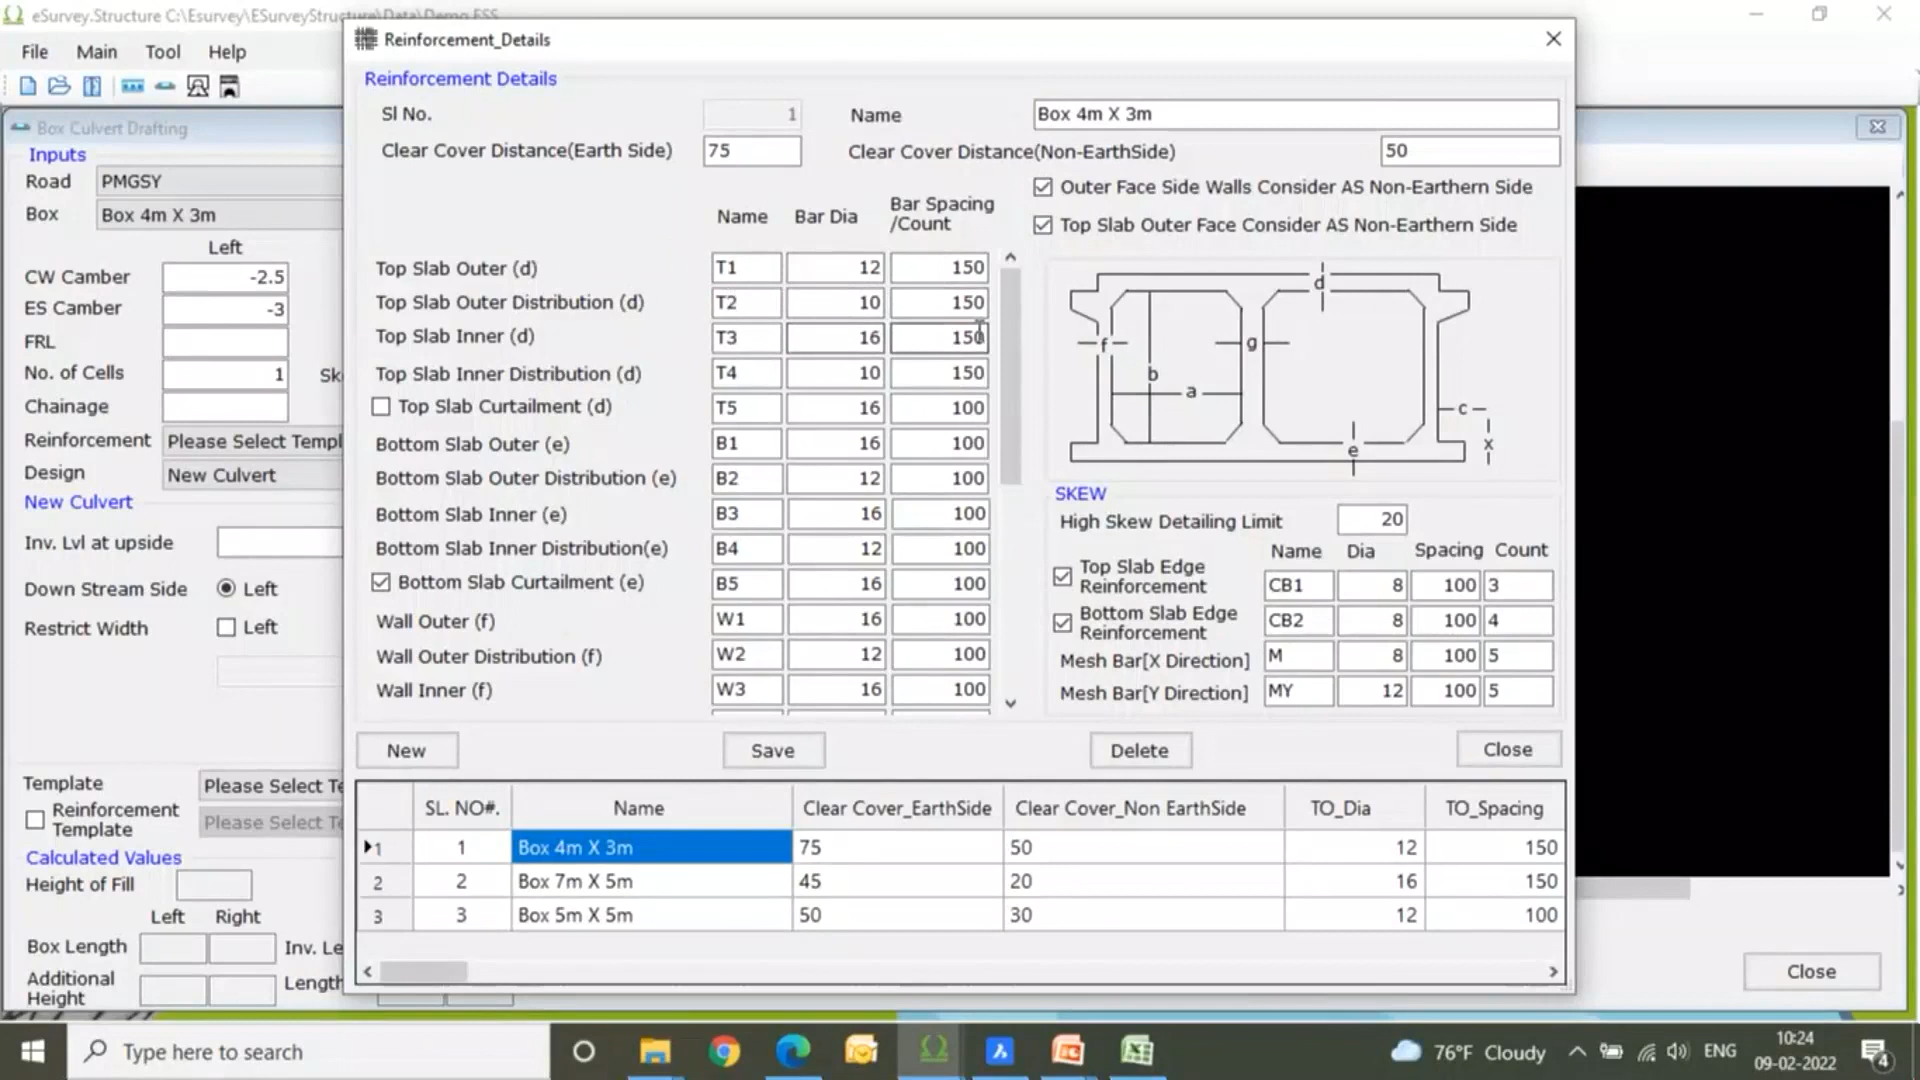 eSurvey.Structure C:\Esurvey\ESurveyStructure\Data\Demo.ESS
File Main Tool Help
Box Culvert Drafting
Inputs
Road PMGSY
Box Box 4m X 3m
Left
CW Camber -2.5
ES Camber -3
FRL
No. of Cells 1 Sk
Chainage
Reinforcement Please Select Templ
Design New Culvert
New Culvert
Inv. Lvl at upside
Down Stream Side Left
Restrict Width Left
Template Please Select Te
Reinforcement
Template Please Select Te
Calculated Values
Height of Fill
Left Right
Box Length Inv. Le
Additional
Height Length
Reinforcement_Details
Reinforcement Details
Sl No. 1 Name Box 4m X 3m
Clear Cover Distance(Earth Side) 75 Clear Cover Distance(Non-EarthSide) 50
Outer Face Side Walls Consider AS Non-Earthern Side
Top Slab Outer Face Consider AS Non-Earthern Side
Name Bar Dia Bar Spacing
/Count
Top Slab Outer (d) T1 12 150
Top Slab Outer Distribution (d) T2 10 150
Top Slab Inner (d) T3 16 150
Top Slab Inner Distribution (d) T4 10 150
Top Slab Curtailment (d) T5 16 100
Bottom Slab Outer (e) B1 16 100
Bottom Slab Outer Distribution (e) B2 12 100
Bottom Slab Inner (e) B3 16 100
Bottom Slab Inner Distribution(e) B4 12 100
Bottom Slab Curtailment (e) B5 16 100
Wall Outer (f) W1 16 100
Wall Outer Distribution (f) W2 12 100
Wall Inner (f) W3 16 100
d
f g
b
a
c
x
e
SKEW
High Skew Detailing Limit 20
Name Dia Spacing Count
Top Slab Edge
Reinforcement CB1 8 100 3
Bottom Slab Edge
Reinforcement CB2 8 100 4
Mesh Bar[X Direction] M 8 100 5
Mesh Bar[Y Direction] MY 12 100 5
New Save Delete Close
SL. NO#. Name Clear Cover_EarthSide Clear Cover_Non EarthSide TO_Dia TO_Spacing
1 1 Box 4m X 3m 75 50 12 150
2 2 Box 7m X 5m 45 20 16 150
3 3 Box 5m X 5m 50 30 12 100
Close
Type here to search
76°F Cloudy ENG
10:24
09-02-2022
4